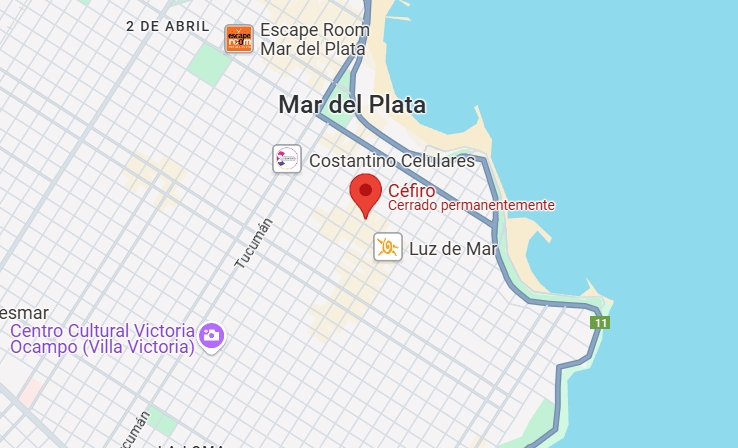 2 DE ABRIL
Escape Room
Mar del Plata
Mar del Plata
Costantino Celulares
Céfiro
Cerrado permanentemente
Tucumán
Luz de Mar
esmar
11
Centro Cultural Victoria
Ocampo (Villa Victoria)
cumán